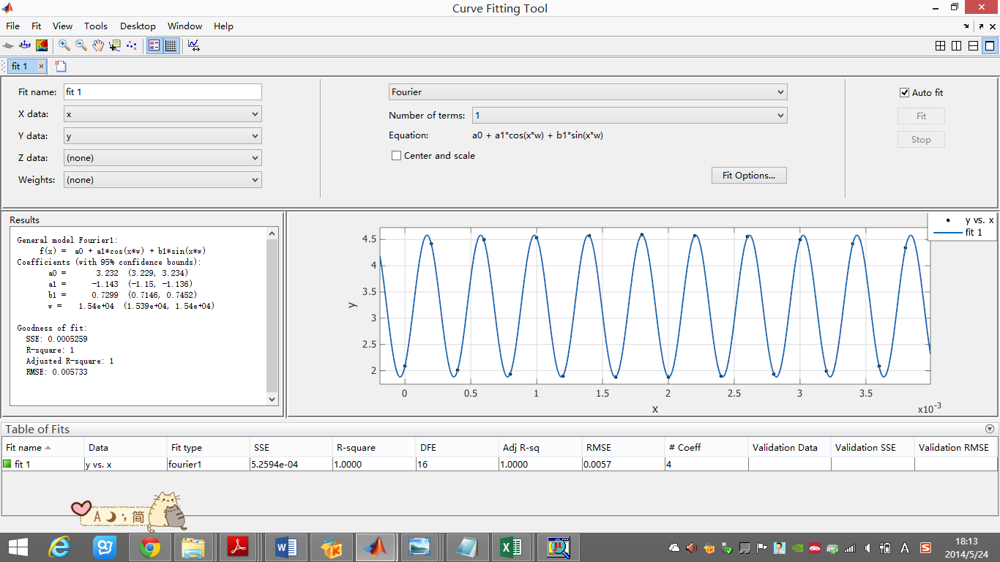 Curve Fitting Tool
File Fit View Tools Desktop Window Help
fit 1
Fit name: fit 1
X data: x
Y data: y
Z data: (none)
Weights: (none)
Fourier
Number of terms: 1
Equation: a0 + a1*cos(x*w) + b1*sin(x*w)
Center and scale
Fit Options...
Auto fit
Fit
Stop
Results
General model Fourier1:
f(x) = a0 + a1*cos(x*w) + b1*sin(x*w)
Coefficients (with 95% confidence bounds):
a0 = 3.232 (3.229, 3.234)
a1 = -1.143 (-1.15, -1.136)
b1 = 0.7299 (0.7146, 0.7452)
w = 1.54e+04 (1.539e+04, 1.54e+04)
Goodness of fit:
SSE: 0.0005259
R-square: 1
Adjusted R-square: 1
RMSE: 0.005733
y vs. x
fit 1
4.5
4
3.5
3
2.5
2
y
0 0.5 1 1.5 2 2.5 3 3.5
x
x10⁻³
Table of Fits
Fit name Data Fit type SSE R-square DFE Adj R-sq RMSE # Coeff Validation Data Validation SSE Validation RMSE
fit 1 y vs. x fourier1 5.2594e-04 1.0000 16 1.0000 0.0057 4
A ; 简
A
18:13
2014/5/24